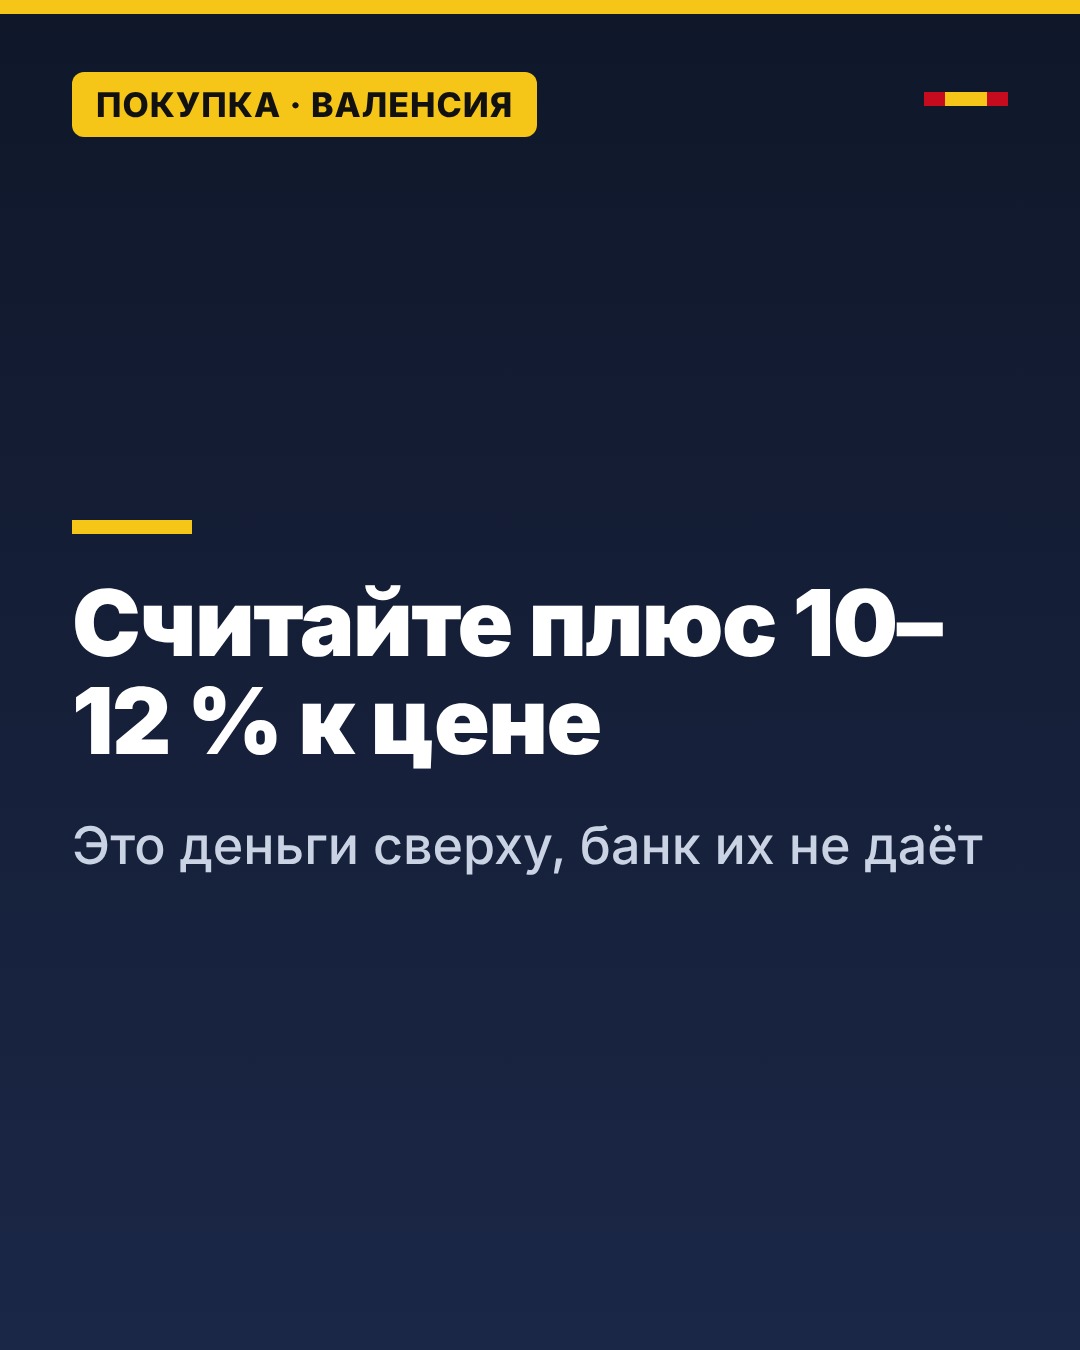 ПОКУПКА · ВАЛЕНСИЯ
Считайте плюс 10–
12 % к цене
Это деньги сверху, банк их не даёт